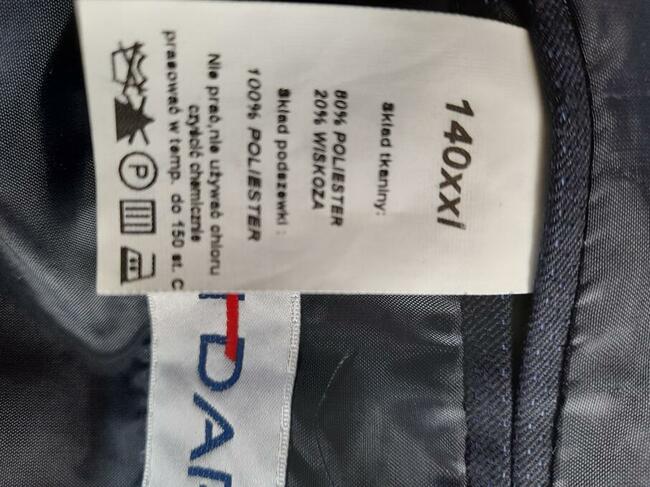 140xxl
Skład tkaniny:
80% POLIESTER
20% WISKOZA
Skład podszewki :
100% POLIESTER
Nie prać,nie używać chloru
czyścić chemicznie
prasować w temp. do 150 st. C
P